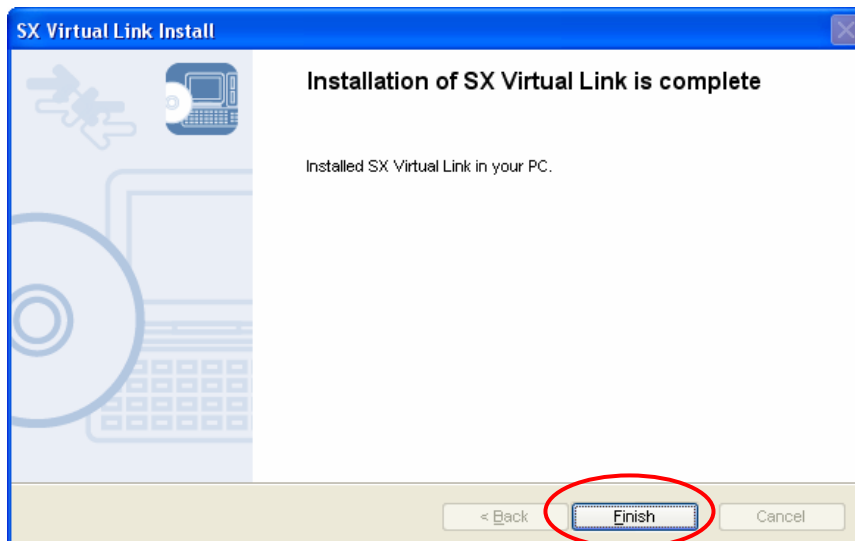 SX Virtual Link Install
Installation of SX Virtual Link is complete
Installed SX Virtual Link in your PC.
< Back
Finish
Cancel